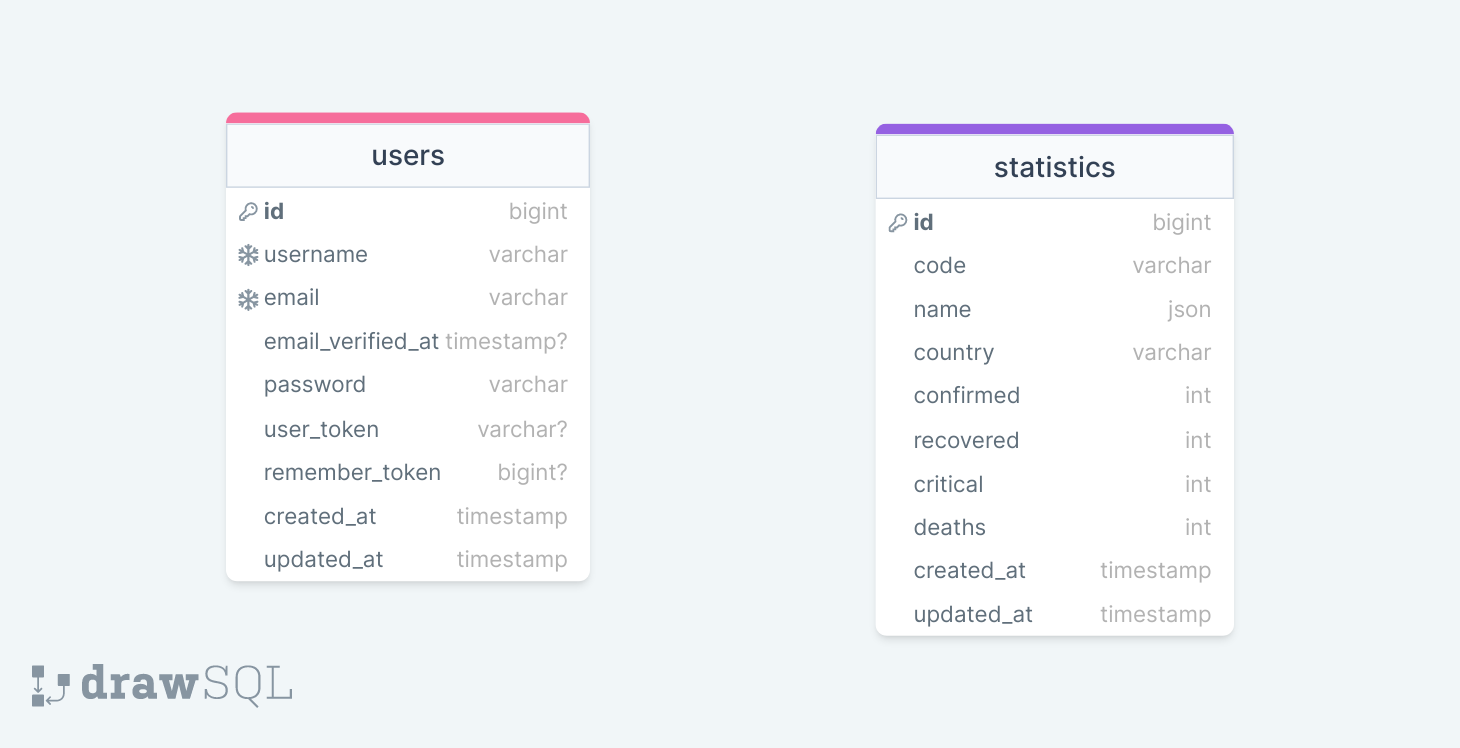 users
id bigint
username varchar
email varchar
email_verified_at timestamp?
password varchar
user_token varchar?
remember_token bigint?
created_at timestamp
updated_at timestamp
statistics
id bigint
code varchar
name json
country varchar
confirmed int
recovered int
critical int
deaths int
created_at timestamp
updated_at timestamp
drawSQL